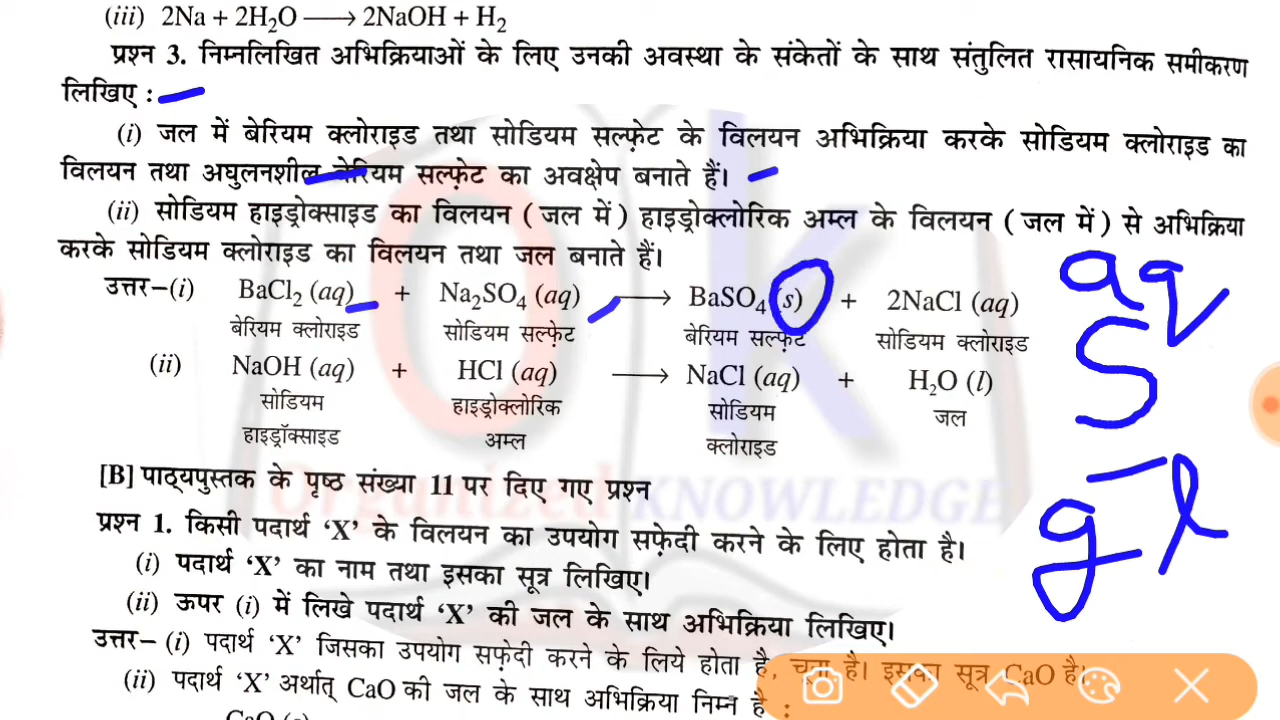 (iii) 2Na + 2H₂O ⟶ 2NaOH + H₂
प्रश्न 3. निम्नलिखित अभिक्रियाओं के लिए उनकी अवस्था के संकेतों के साथ संतुलित रासायनिक समीकरण
लिखिए :
(i) जल में बेरियम क्लोराइड तथा सोडियम सल्फ़ेट के विलयन अभिक्रिया करके सोडियम क्लोराइड का
विलयन तथा अघुलनशील बेरियम सल्फ़ेट का अवक्षेप बनाते हैं।
(ii) सोडियम हाइड्रोक्साइड का विलयन (जल में) हाइड्रोक्लोरिक अम्ल के विलयन (जल में) से अभिक्रिया
करके सोडियम क्लोराइड का विलयन तथा जल बनाते हैं।
उत्तर–(i) BaCl₂ (aq) + Na₂SO₄ (aq) ⟶ BaSO₄ (s) + 2NaCl (aq)
बेरियम क्लोराइड सोडियम सल्फ़ेट बेरियम सल्फ़ेट सोडियम क्लोराइड
(ii) NaOH (aq) + HCl (aq) ⟶ NaCl (aq) + H₂O (l)
सोडियम हाइड्रोक्लोरिक सोडियम जल
हाइड्रॉक्साइड अम्ल क्लोराइड
[B] पाठ्यपुस्तक के पृष्ठ संख्या 11 पर दिए गए प्रश्न
प्रश्न 1. किसी पदार्थ ‘X’ के विलयन का उपयोग सफ़ेदी करने के लिए होता है।
(i) पदार्थ ‘X’ का नाम तथा इसका सूत्र लिखिए।
(ii) ऊपर (i) में लिखे पदार्थ ‘X’ की जल के साथ अभिक्रिया लिखिए।
उत्तर– (i) पदार्थ ‘X’ जिसका उपयोग सफ़ेदी करने के लिये होता है, चूना है। इसका सूत्र CaO है।
(ii) पदार्थ ‘X’ अर्थात् CaO की जल के साथ अभिक्रिया निम्न है :
CaO (s)
aq
S
g l
Ok
Organized KNOWLEDGE